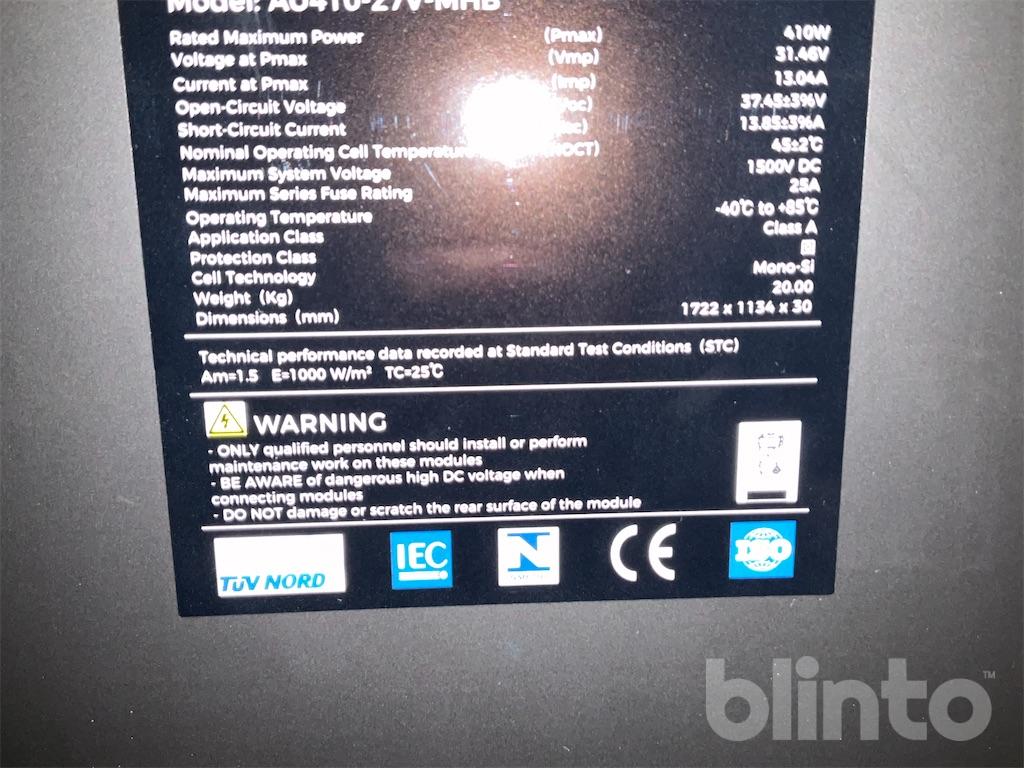 Model: AU410-27V-MHB
Rated Maximum Power (Pmax) 410W
Voltage at Pmax (Vmp) 31.46V
Current at Pmax (Imp) 13.04A
Open-Circuit Voltage 37.45±3%V
Short-Circuit Current 13.85±3%A
Nominal Operating Cell Temperature 45±2℃
Maximum System Voltage 1500V DC
Maximum Series Fuse Rating 25A
Operating Temperature -40℃ to +85℃
Application Class Class A
Protection Class
Cell Technology Mono-Si
Weight (Kg) 20.00
Dimensions (mm) 1722 x 1134 x 30
Technical performance data recorded at Standard Test Conditions (STC)
Am=1.5 E=1000 W/m² TC=25℃
WARNING
- ONLY qualified personnel should install or perform
maintenance work on these modules
- BE AWARE of dangerous high DC voltage when
connecting modules
- DO NOT damage or scratch the rear surface of the module
TÜV NORD IEC N CE ISO
blinto™